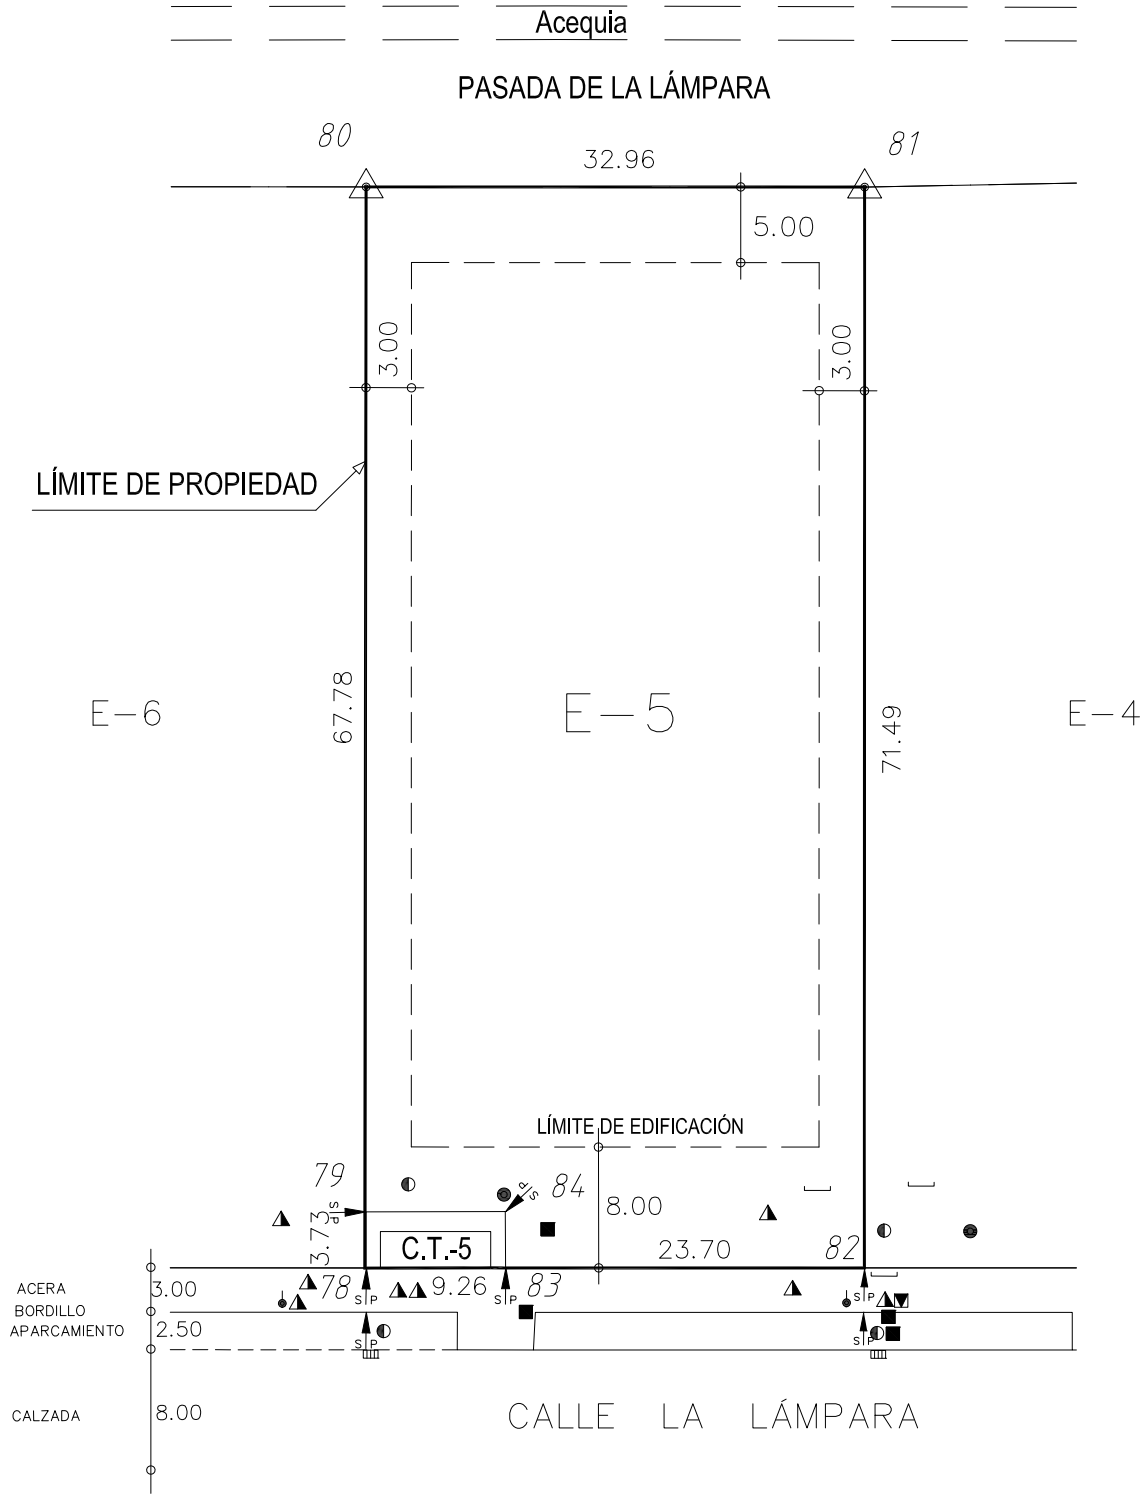 Acequia
PASADA DE LA LÁMPARA
80
81
32.96
5.00
3.00
3.00
LÍMITE DE PROPIEDAD
67.78
71.49
E-6
E-5
E-4
LÍMITE DE EDIFICACIÓN
79
84
S P
S P
8.00
3.73
C.T.-5
23.70
82
78
9.26
83
S P
S P
S P
ACERA
3.00
BORDILLO
APARCAMIENTO
2.50
S P
S P
CALZADA
8.00
CALLE LA LÁMPARA